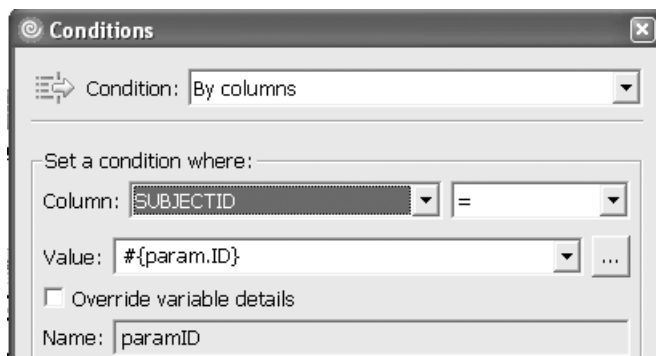 Conditions
Condition: By columns
Set a condition where:
Column: SUBJECTID =
Value: #{param.ID} ...
Override variable details
Name: paramID